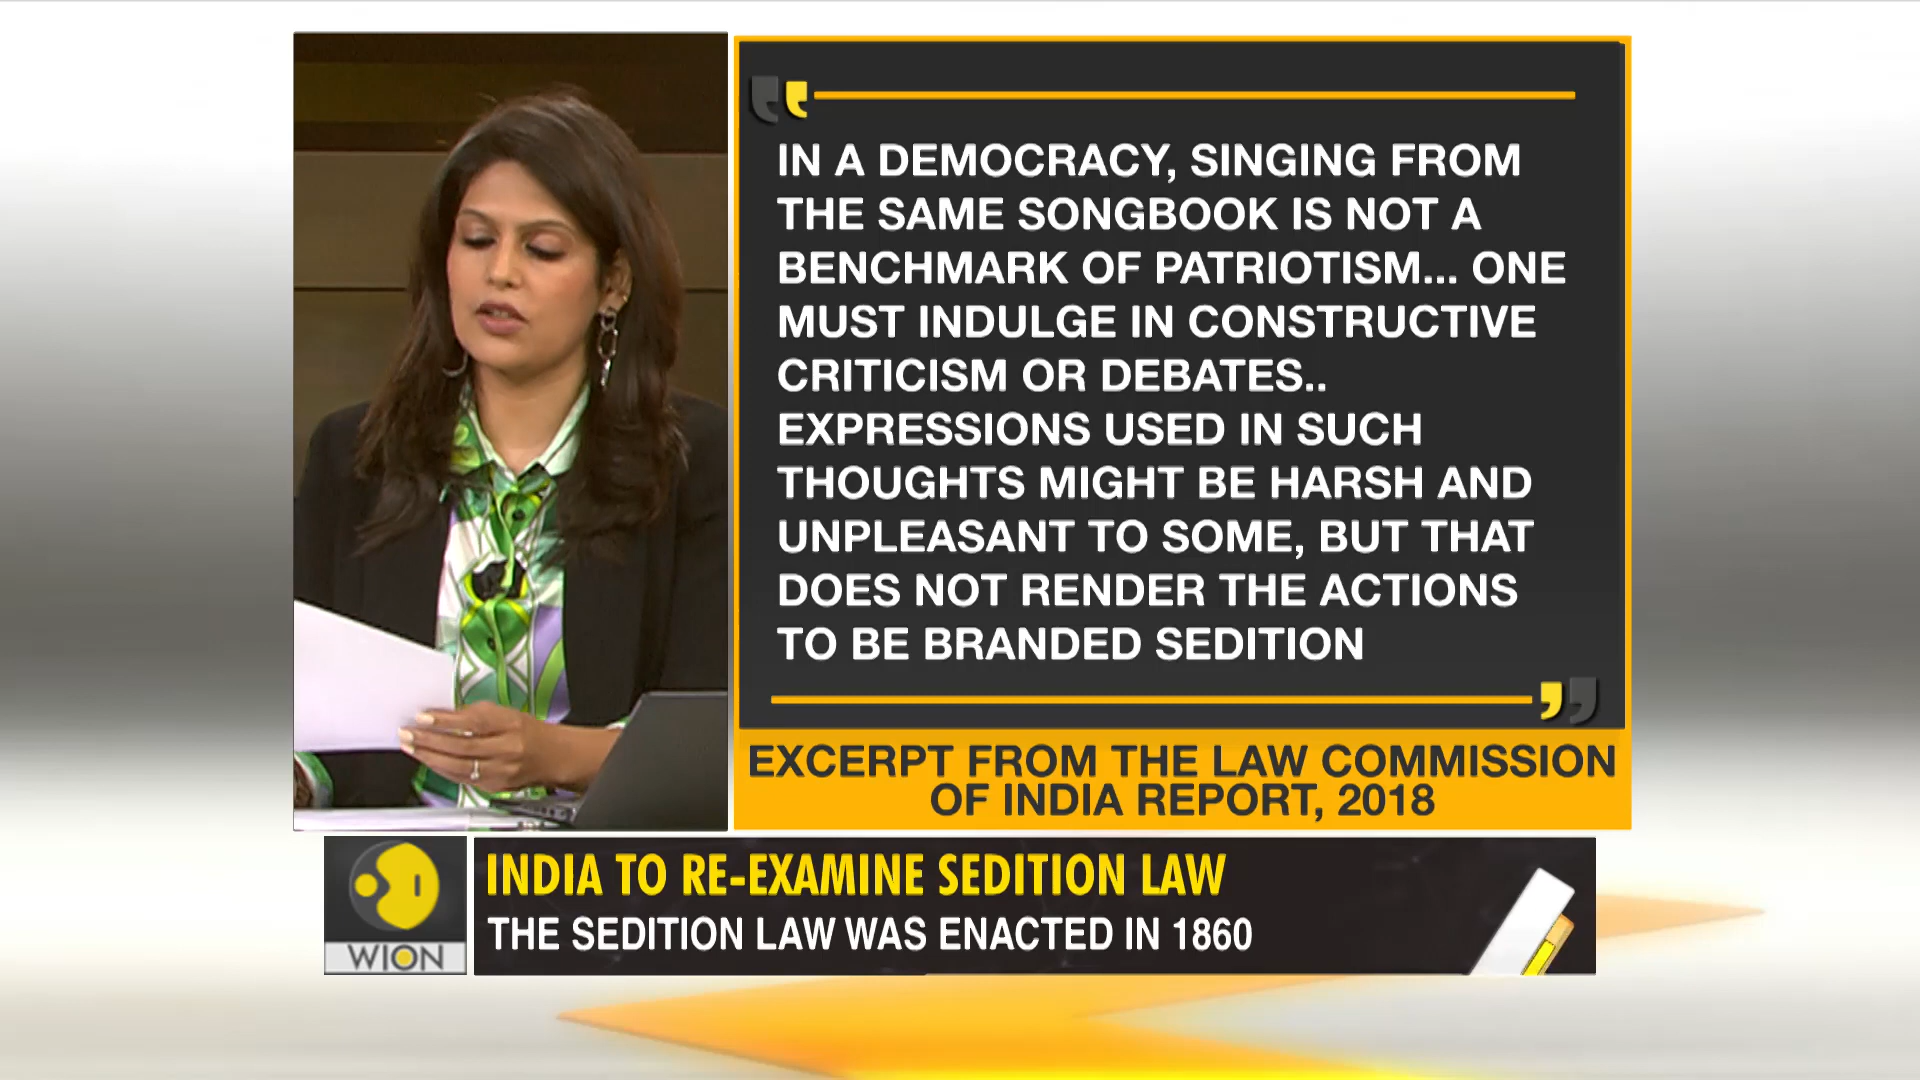 IN A DEMOCRACY, SINGING FROM
THE SAME SONGBOOK IS NOT A
BENCHMARK OF PATRIOTISM... ONE
MUST INDULGE IN CONSTRUCTIVE
CRITICISM OR DEBATES..
EXPRESSIONS USED IN SUCH
THOUGHTS MIGHT BE HARSH AND
UNPLEASANT TO SOME, BUT THAT
DOES NOT RENDER THE ACTIONS
TO BE BRANDED SEDITION
EXCERPT FROM THE LAW COMMISSION
OF INDIA REPORT, 2018
INDIA TO RE-EXAMINE SEDITION LAW
THE SEDITION LAW WAS ENACTED IN 1860
WION